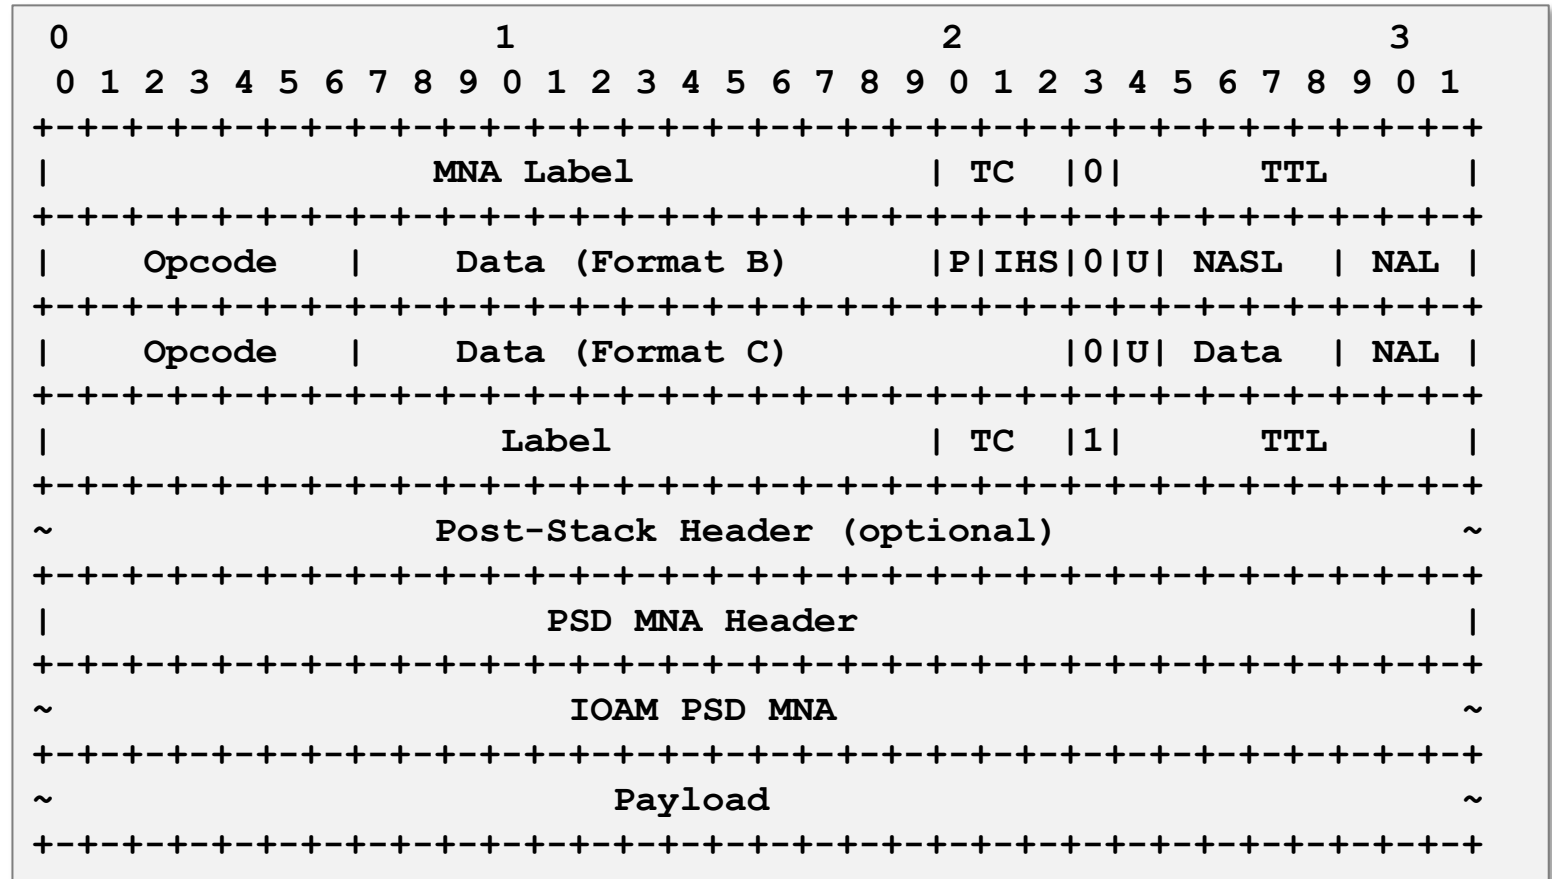 0                   1                   2                   3
 0 1 2 3 4 5 6 7 8 9 0 1 2 3 4 5 6 7 8 9 0 1 2 3 4 5 6 7 8 9 0 1
+-+-+-+-+-+-+-+-+-+-+-+-+-+-+-+-+-+-+-+-+-+-+-+-+-+-+-+-+-+-+-+-+
|                 MNA Label             | TC  |0|      TTL      |
+-+-+-+-+-+-+-+-+-+-+-+-+-+-+-+-+-+-+-+-+-+-+-+-+-+-+-+-+-+-+-+-+
|    Opcode   |    Data (Format B)      |P|IHS|0|U| NASL  | NAL |
+-+-+-+-+-+-+-+-+-+-+-+-+-+-+-+-+-+-+-+-+-+-+-+-+-+-+-+-+-+-+-+-+
|    Opcode   |    Data (Format C)            |0|U| Data  | NAL |
+-+-+-+-+-+-+-+-+-+-+-+-+-+-+-+-+-+-+-+-+-+-+-+-+-+-+-+-+-+-+-+-+
|                    Label              | TC  |1|      TTL      |
+-+-+-+-+-+-+-+-+-+-+-+-+-+-+-+-+-+-+-+-+-+-+-+-+-+-+-+-+-+-+-+-+
~                 Post-Stack Header (optional)                  ~
+-+-+-+-+-+-+-+-+-+-+-+-+-+-+-+-+-+-+-+-+-+-+-+-+-+-+-+-+-+-+-+-+
|                      PSD MNA Header                           |
+-+-+-+-+-+-+-+-+-+-+-+-+-+-+-+-+-+-+-+-+-+-+-+-+-+-+-+-+-+-+-+-+
~                       IOAM PSD MNA                            ~
+-+-+-+-+-+-+-+-+-+-+-+-+-+-+-+-+-+-+-+-+-+-+-+-+-+-+-+-+-+-+-+-+
~                         Payload                               ~
+-+-+-+-+-+-+-+-+-+-+-+-+-+-+-+-+-+-+-+-+-+-+-+-+-+-+-+-+-+-+-+-+